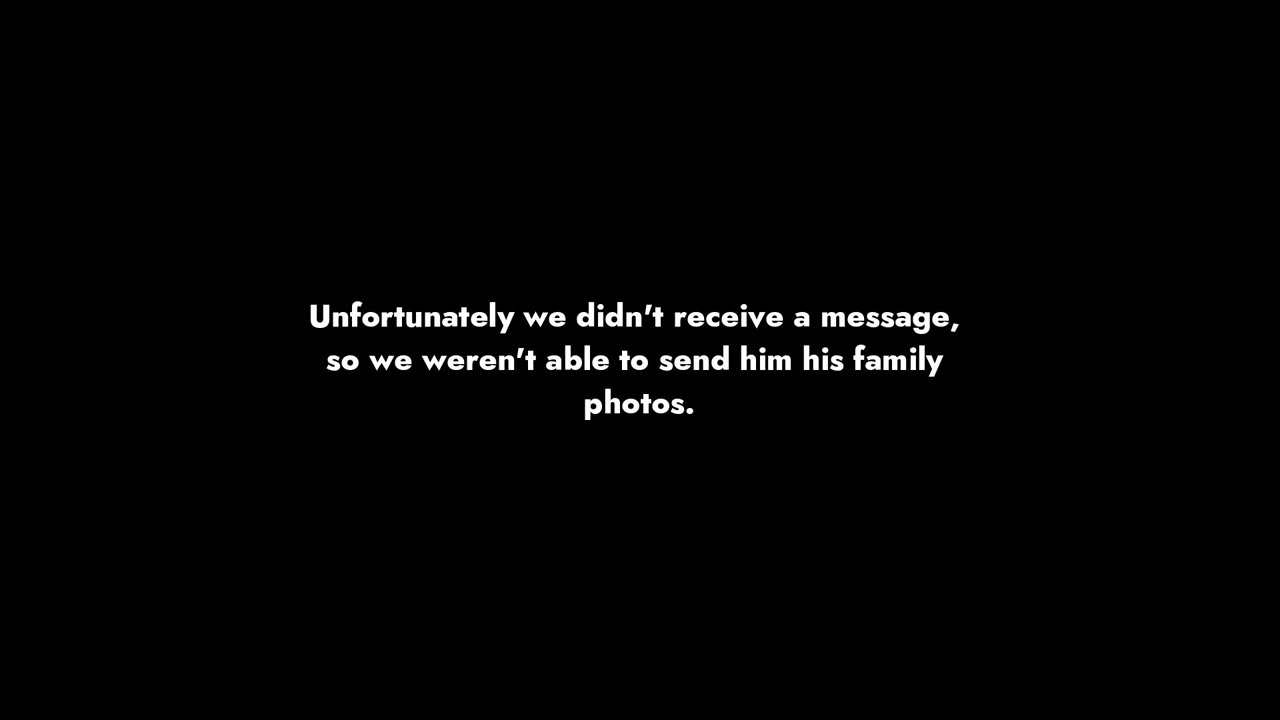 Unfortunately we didn't receive a message,
so we weren't able to send him his family
photos.